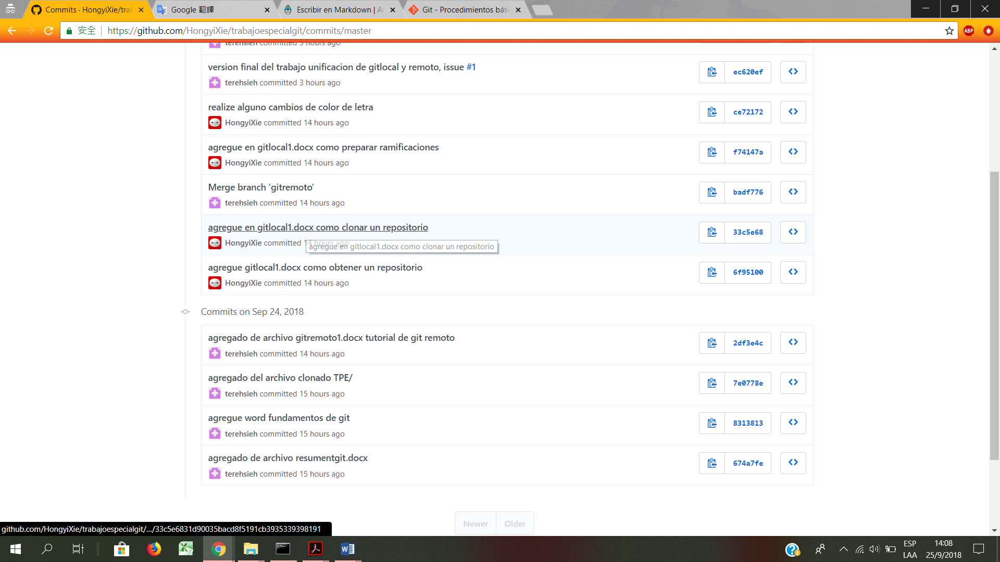 Commits · HongyiXie/trab
Google 翻譯
Escribir en Markdown | A
Git - Procedimientos bási
安全
https://github.com/HongyiXie/trabajoespecialgit/commits/master
ABP
terehsieh committed 3 hours ago
version final del trabajo unificacion de gitlocal y remoto, issue #1
ec620ef
terehsieh committed 3 hours ago
realize alguno cambios de color de letra
ce72172
HongyiXie committed 14 hours ago
agregue en gitlocal1.docx como preparar ramificaciones
f74147a
HongyiXie committed 14 hours ago
Merge branch 'gitremoto'
badf776
terehsieh committed 14 hours ago
agregue en gitlocal1.docx como clonar un repositorio
33c5e68
HongyiXie committed 14 hours ago
agregue en gitlocal1.docx como clonar un repositorio
agregue gitlocal1.docx como obtener un repositorio
6f95100
HongyiXie committed 14 hours ago
Commits on Sep 24, 2018
agregado de archivo gitremoto1.docx tutorial de git remoto
2df3e4c
terehsieh committed 14 hours ago
agregado del archivo clonado TPE/
7e0778e
terehsieh committed 15 hours ago
agregue word fundamentos de git
8313813
terehsieh committed 15 hours ago
agregado de archivo resumentgit.docx
674a7fe
terehsieh committed 15 hours ago
Newer
Older
github.com/HongyiXie/trabajoespecialgit/.../33c5e6831d90035bacd8f5191cb3935339398191
ESP
LAA
14:08
25/9/2018